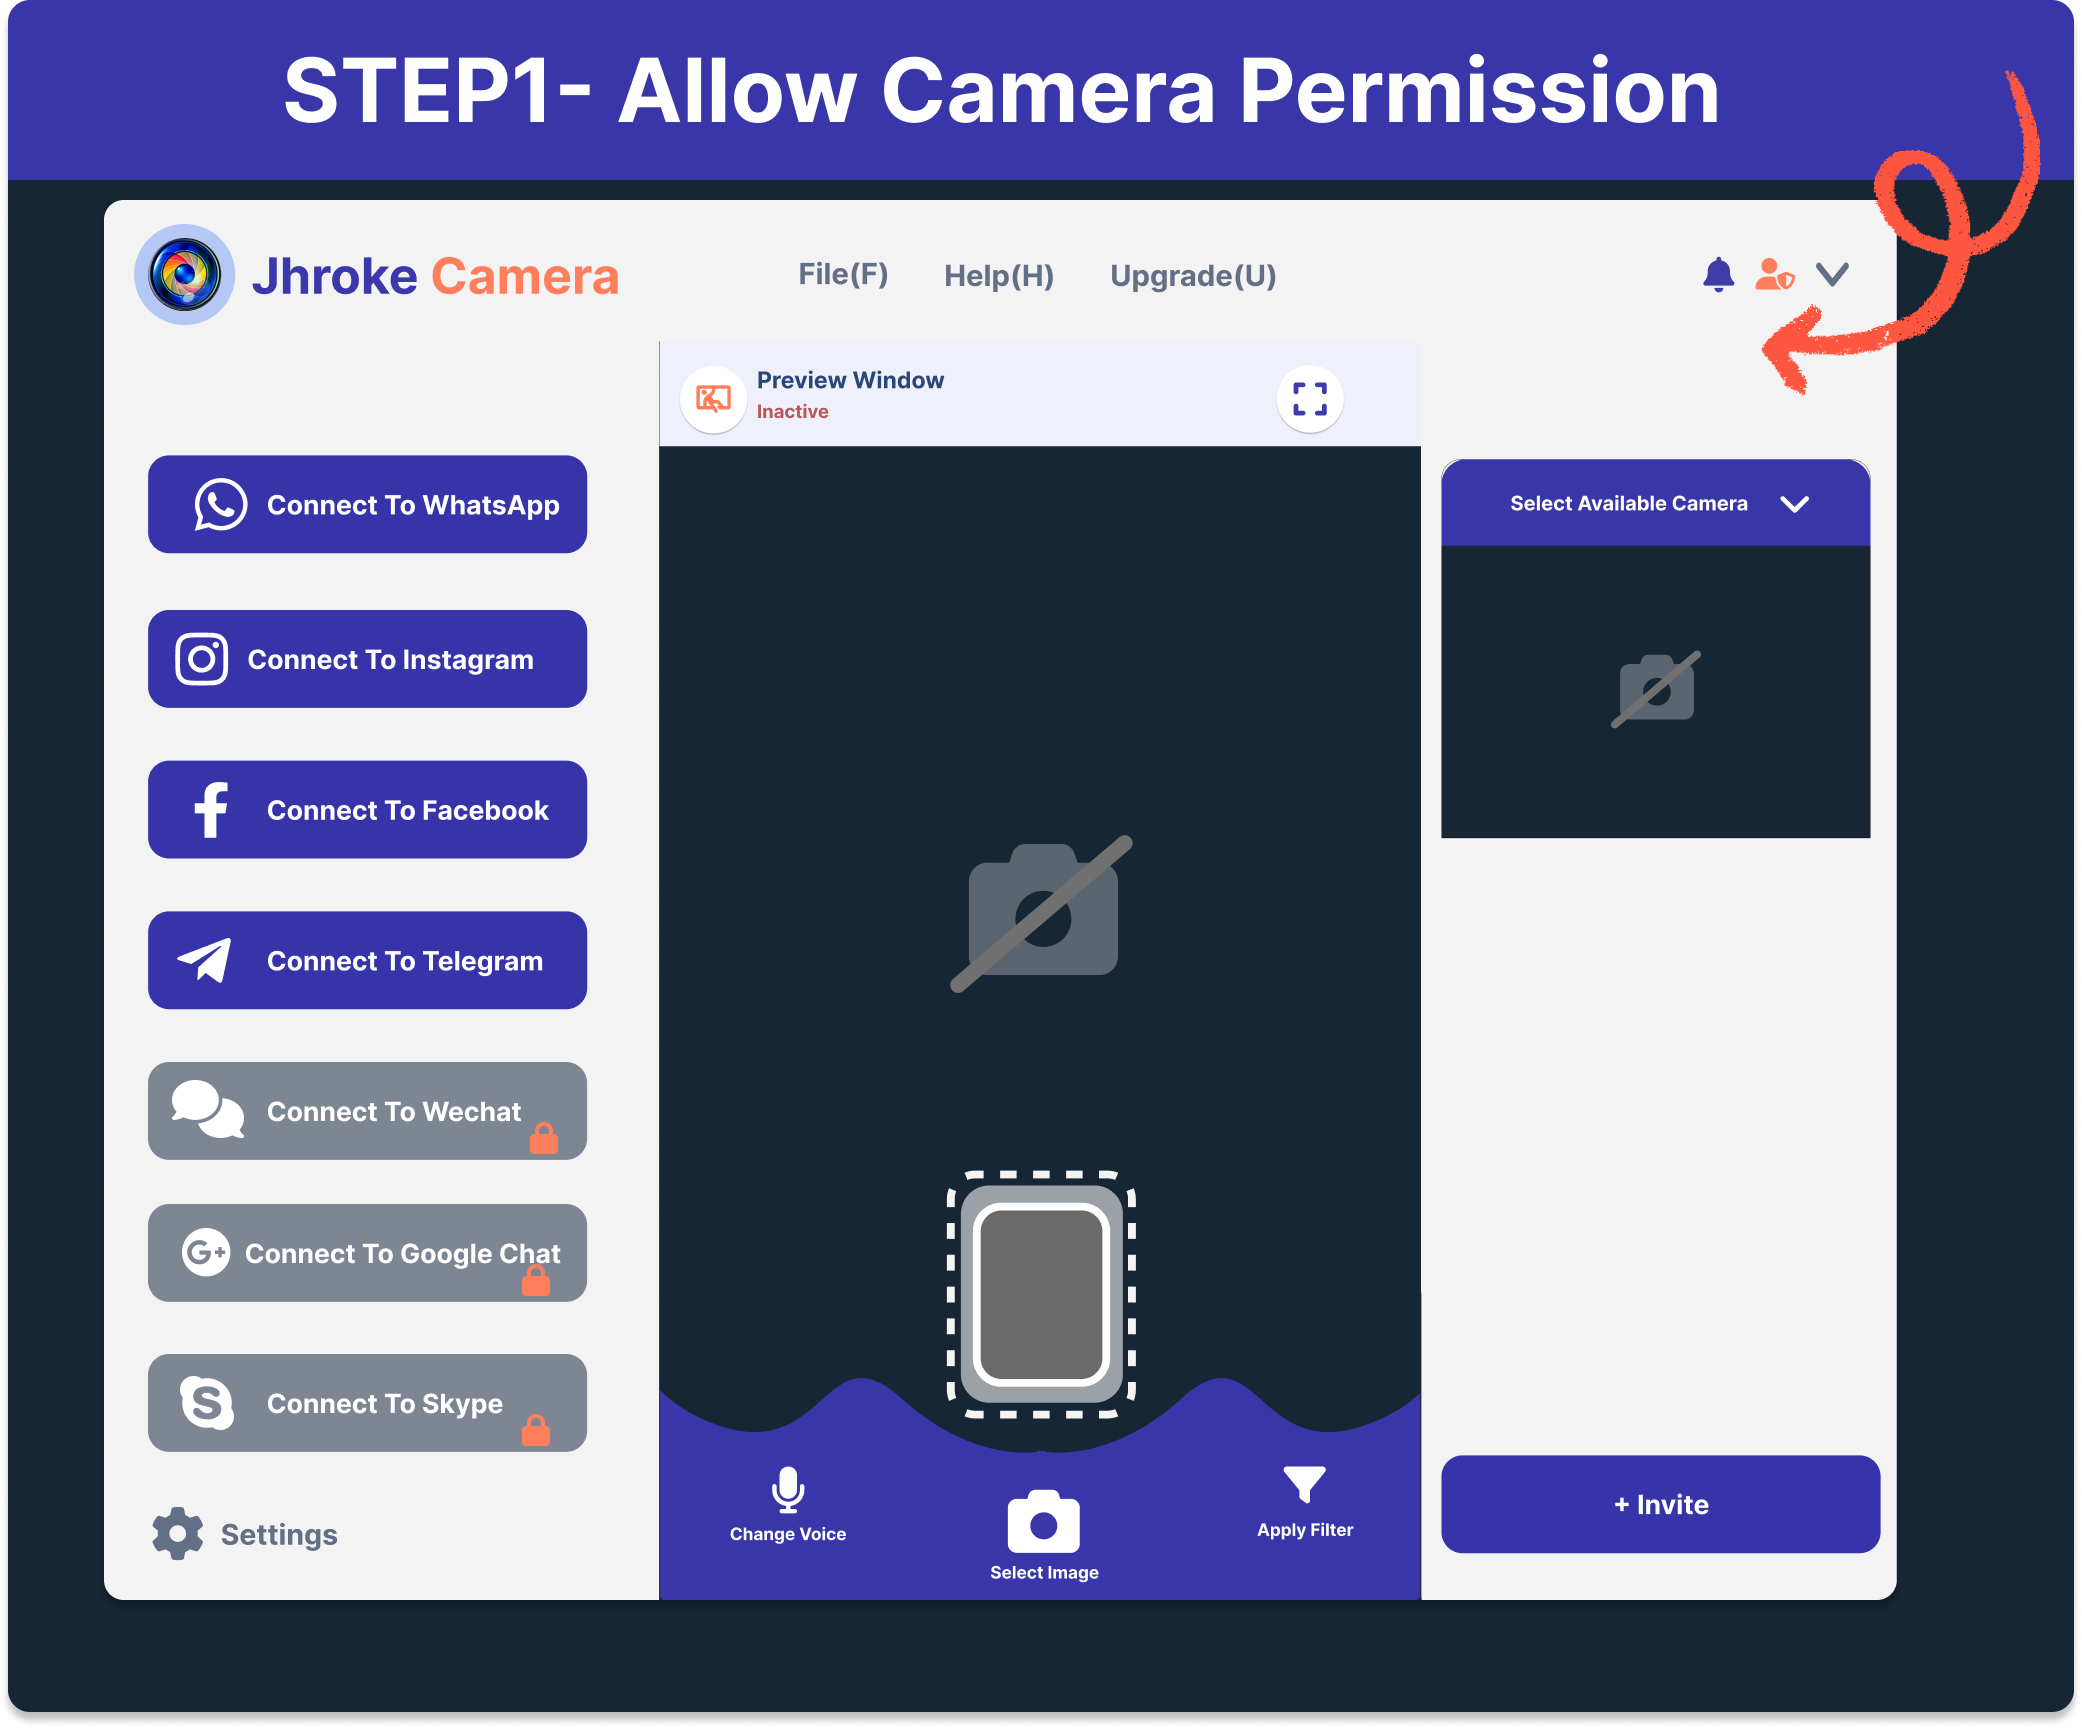 STEP1- Allow Camera Permission
Jhroke Camera
File(F)
Help(H)
Upgrade(U)
Preview Window
Inactive
Connect To WhatsApp
Connect To Instagram
Connect To Facebook
Connect To Telegram
Connect To Wechat
Connect To Google Chat
Connect To Skype
Settings
Select Available Camera
Change Voice
Select Image
Apply Filter
+ Invite